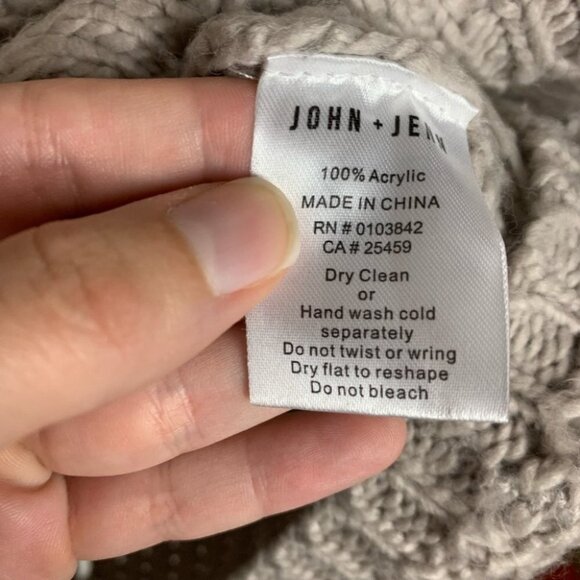 JOHN + JENN
100% Acrylic
MADE IN CHINA
RN # 0103842
CA # 25459
Dry Clean
or
Hand wash cold
separately
Do not twist or wring
Dry flat to reshape
Do not bleach